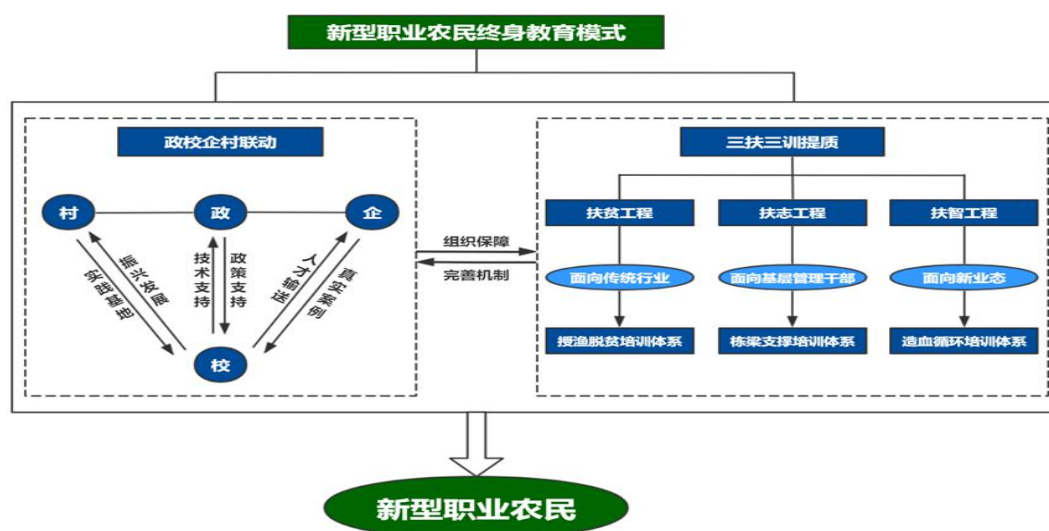 新型职业农民终身教育模式
政校企村联动
村
政
企
振兴发展
实践基地
技术支持
政策支持
人才输送
真实案例
校
组织保障
完善机制
三扶三训提质
扶贫工程
扶志工程
扶智工程
面向传统行业
面向基层管理干部
面向新业态
授渔脱贫培训体系
栋梁支撑培训体系
造血循环培训体系
新型职业农民